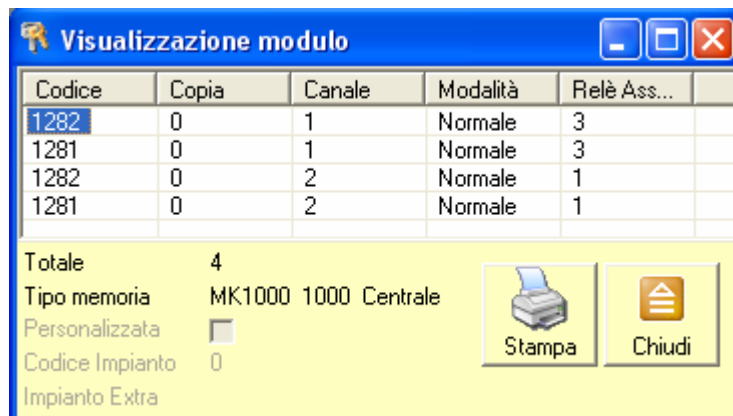 Visualizzazione modulo
Codice Copia Canale Modalità Relè Ass...
1282 0 1 Normale 3
1281 0 1 Normale 3
1282 0 2 Normale 1
1281 0 2 Normale 1
Totale 4
Tipo memoria MK1000 1000 Centrale
Personalizzata
Codice Impianto 0
Impianto Extra
Stampa Chiudi